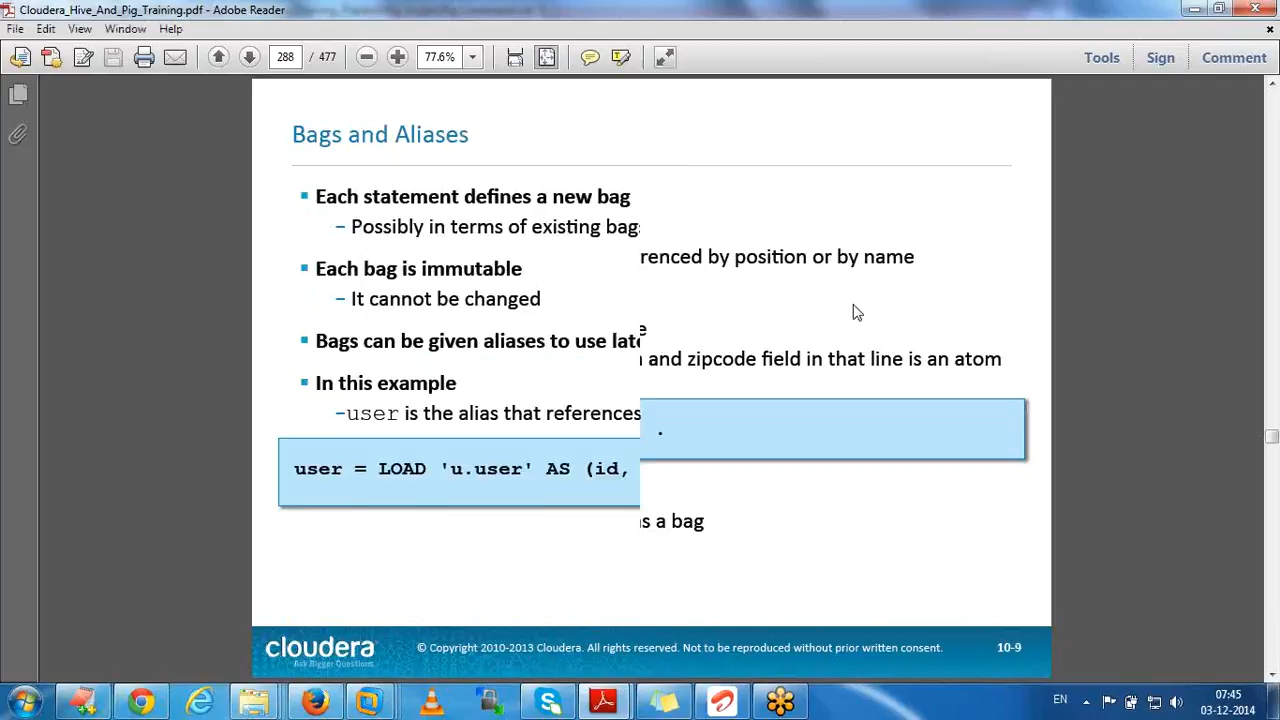 Cloudera_Hive_And_Pig_Training.pdf - Adobe Reader
File Edit View Window Help
288 / 477 77.6% Tools Sign Comment
Bags and Aliases
Each statement defines a new bag
– Possibly in terms of existing bag
renced by position or by name
Each bag is immutable
– It cannot be changed
Bags can be given aliases to use late
and zipcode field in that line is an atom
In this example
–user is the alias that references
.
user = LOAD 'u.user' AS (id,
s a bag
cloudera
Ask Bigger Questions
© Copyright 2010-2013 Cloudera. All rights reserved. Not to be reproduced without prior written consent.
10-9
EN
07:45
03-12-2014